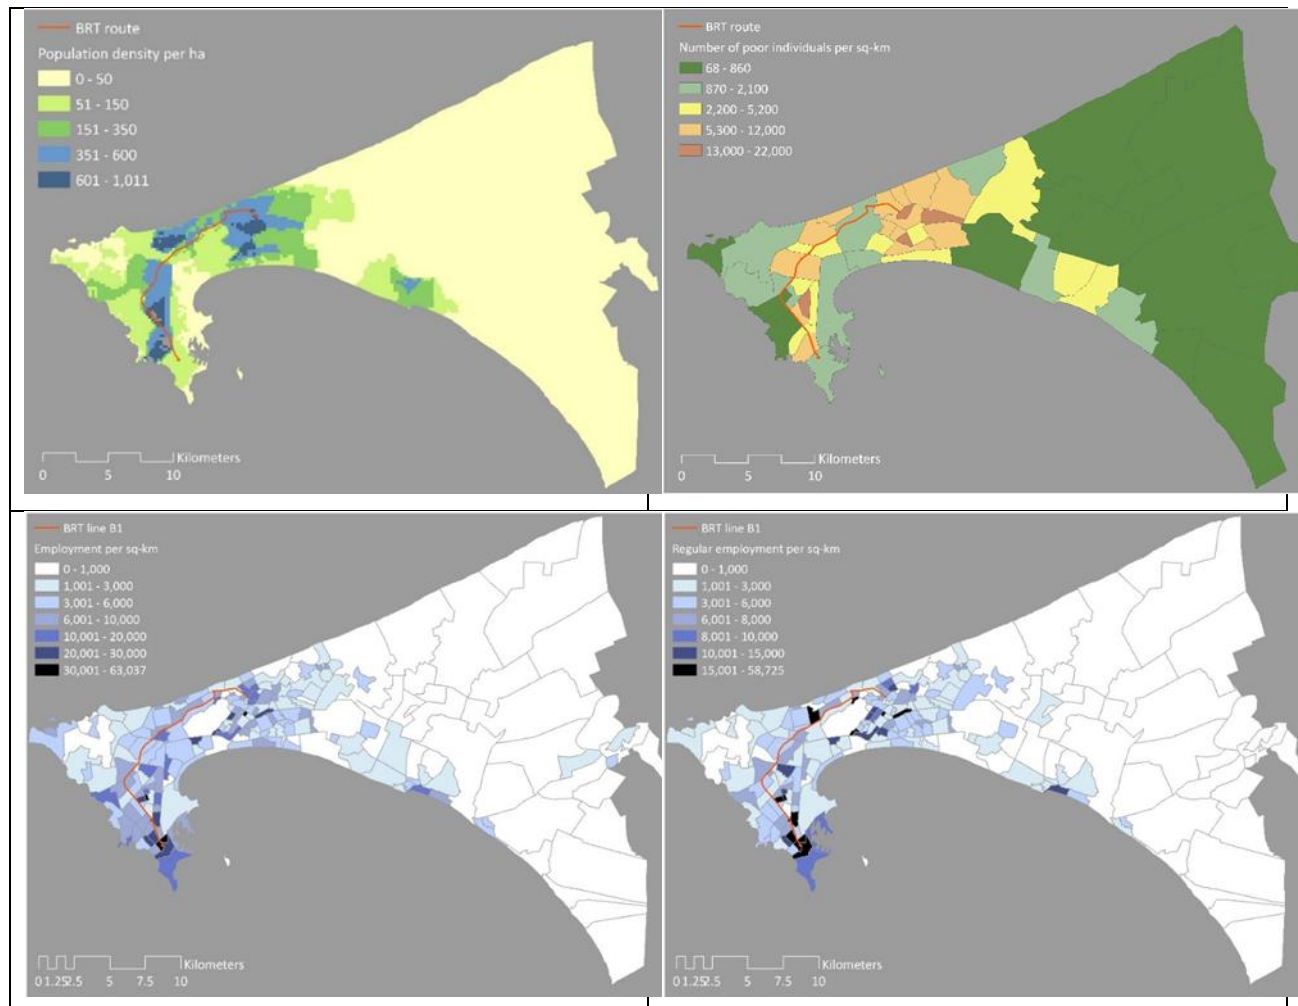 BRT route
Population density per ha
0 - 50
51 - 150
151 - 350
351 - 600
601 - 1,011
Kilometers
0 5 10
BRT route
Number of poor individuals per sq-km
68 - 860
870 - 2,100
2,200 - 5,200
5,300 - 12,000
13,000 - 22,000
Kilometers
0 5 10
BRT line B1
Employment per sq-km
0 - 1,000
1,001 - 3,000
3,001 - 6,000
6,001 - 10,000
10,001 - 20,000
20,001 - 30,000
30,001 - 63,037
Kilometers
0 1.252.5 5 7.5 10
BRT line B1
Regular employment per sq-km
0 - 1,000
1,001 - 3,000
3,001 - 6,000
6,001 - 8,000
8,001 - 10,000
10,001 - 15,000
15,001 - 58,725
Kilometers
0 1.252.5 5 7.5 10